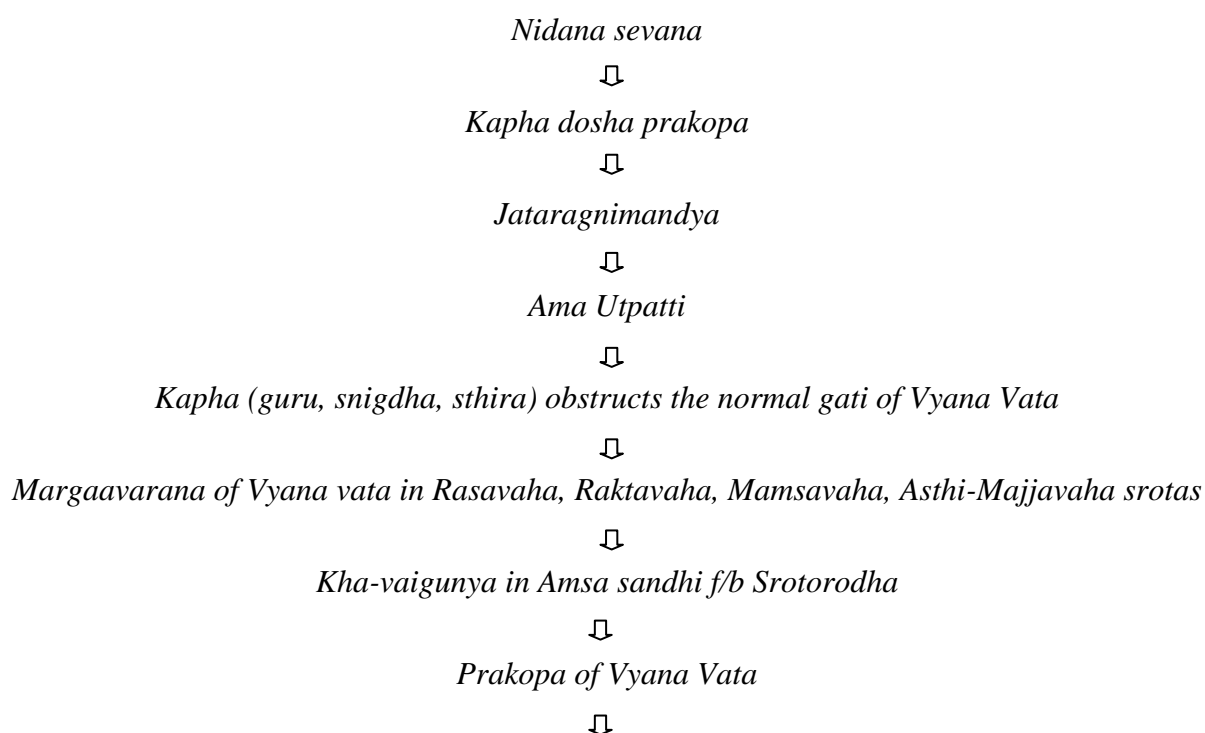 Nidana sevana
⇩
Kapha dosha prakopa
⇩
Jataragnimandya
⇩
Ama Utpatti
⇩
Kapha (guru, snigdha, sthira) obstructs the normal gati of Vyana Vata
⇩
Margaavarana of Vyana vata in Rasavaha, Raktavaha, Mamsavaha, Asthi-Majjavaha srotas
⇩
Kha-vaigunya in Amsa sandhi f/b Srotorodha
⇩
Prakopa of Vyana Vata
⇩